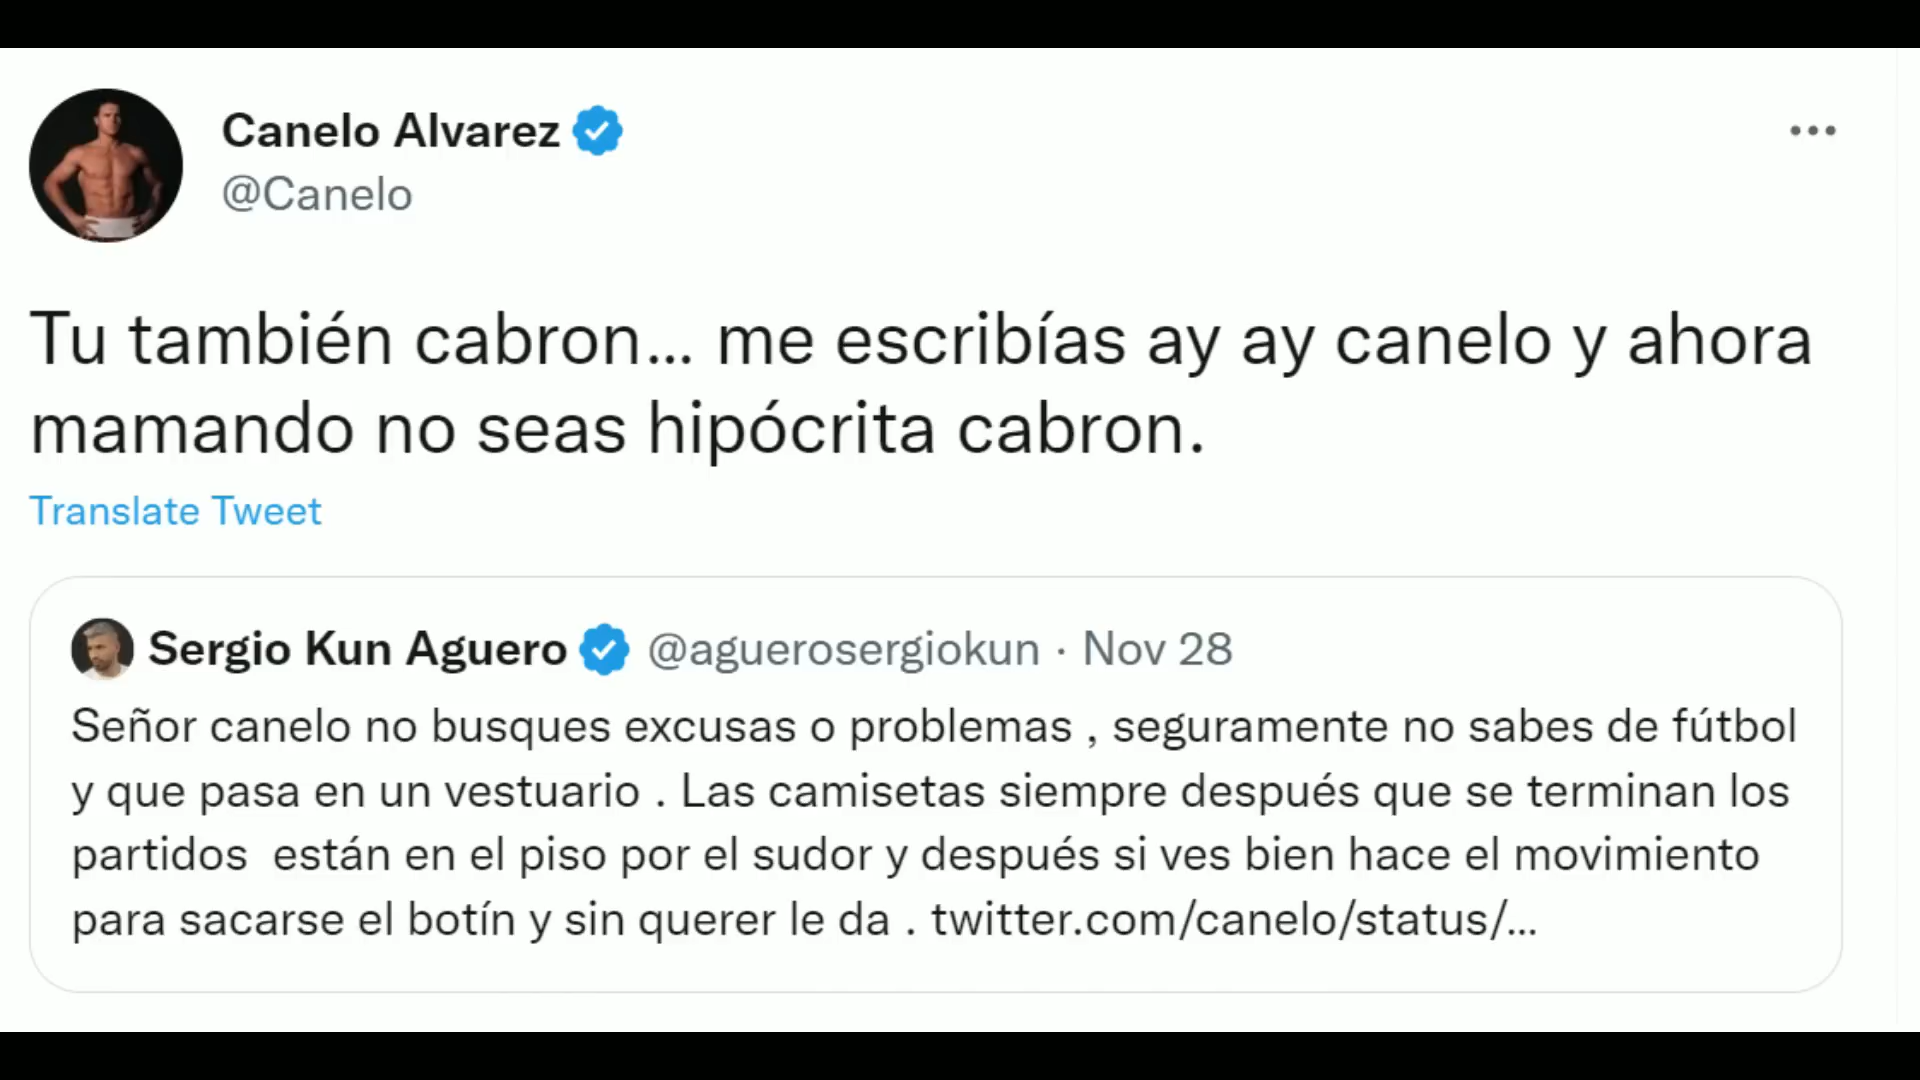 Canelo Alvarez
@Canelo
Tu también cabron... me escribías ay ay canelo y ahora
mamando no seas hipócrita cabron.
Translate Tweet
Sergio Kun Aguero @aguerosergiokun · Nov 28
Señor canelo no busques excusas o problemas , seguramente no sabes de fútbol
y que pasa en un vestuario . Las camisetas siempre después que se terminan los
partidos  están en el piso por el sudor y después si ves bien hace el movimiento
para sacarse el botín y sin querer le da . twitter.com/canelo/status/...